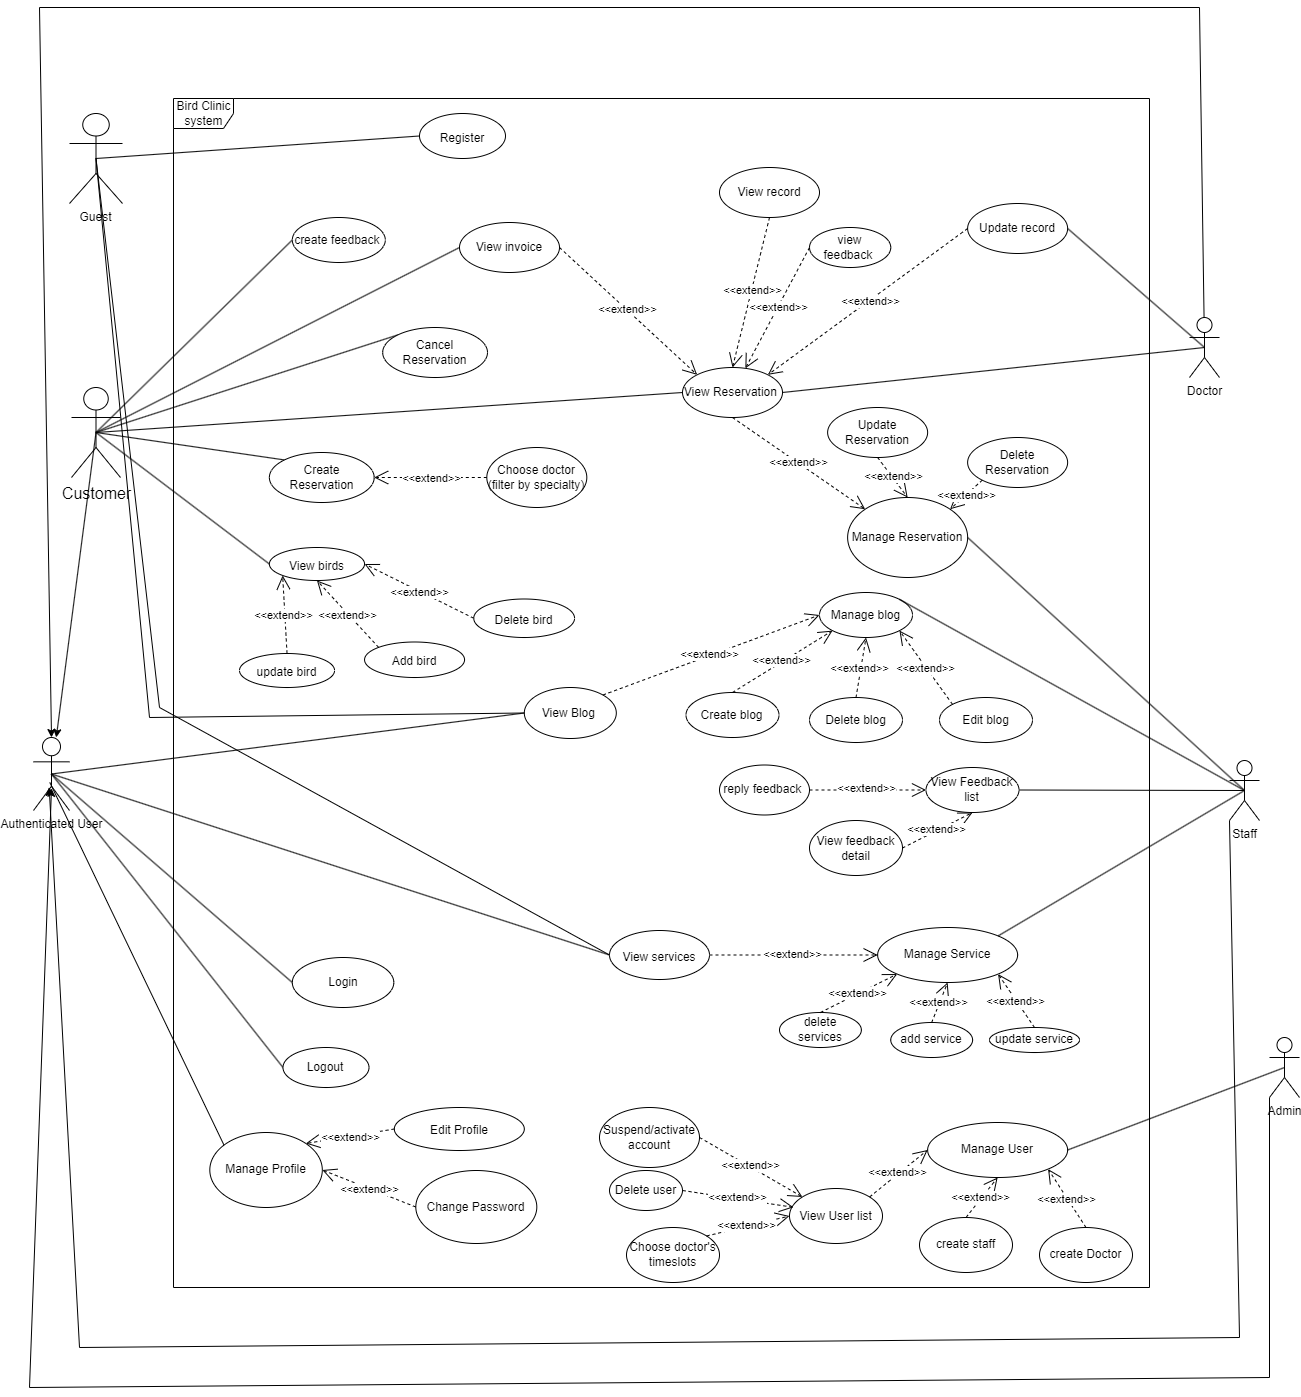 Bird Clinic
system
Register
Guest
View record
create feedback
View invoice
view
feedback
Update record
<<extend>>
<<extend>>
<<extend>>
<<extend>>
Cancel
Reservation
View Reservation
Doctor
Customer
Update
Reservation
Create
Reservation
<<extend>>
Choose doctor
(filter by specialty)
<<extend>>
<<extend>>
Delete
Reservation
<<extend>>
Manage Reservation
View birds
<<extend>>
<<extend>>
<<extend>>
Delete bird
Manage blog
update bird
Add bird
<<extend>>
<<extend>>
<<extend>>
<<extend>>
View Blog
Create blog
Delete blog
Edit blog
Authenticated User
reply feedback
<<extend>>
View Feedback
list
Staff
View feedback
detail
<<extend>>
View services
<<extend>>
Manage Service
Login
<<extend>>
<<extend>>
<<extend>>
delete
services
add service
update service
Logout
Admin
Edit Profile
<<extend>>
Manage Profile
<<extend>>
Change Password
Suspend/activate
account
<<extend>>
Manage User
<<extend>>
Delete user
<<extend>>
<<extend>>
<<extend>>
View User list
<<extend>>
Choose doctor's
timeslots
create staff
create Doctor